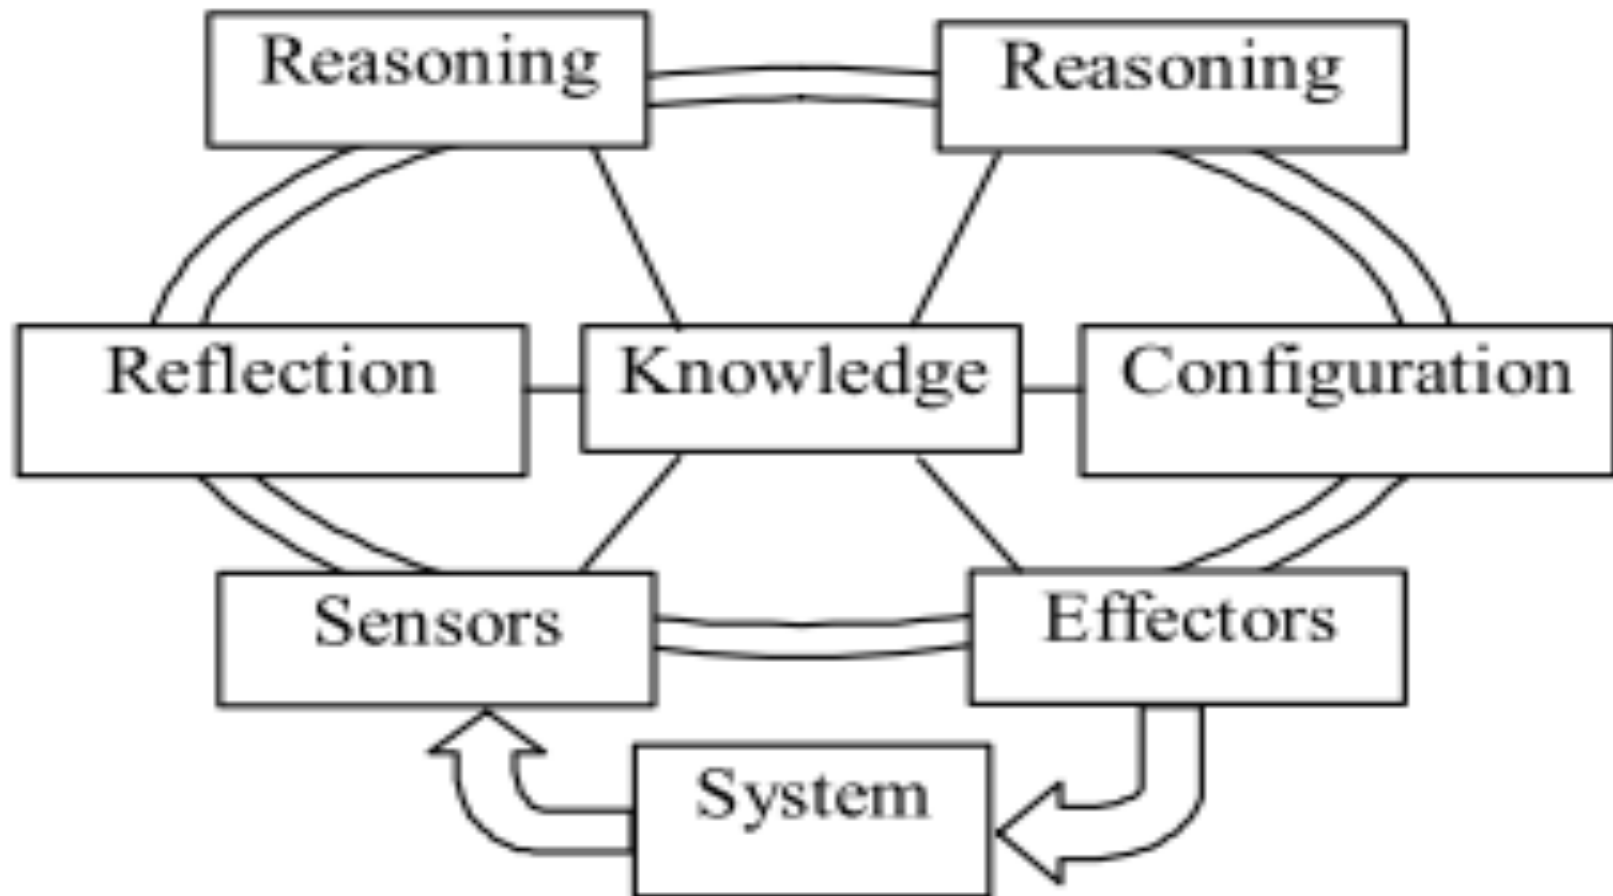 Reasoning
Reasoning
Reflection
Knowledge
Configuration
Sensors
Effectors
System